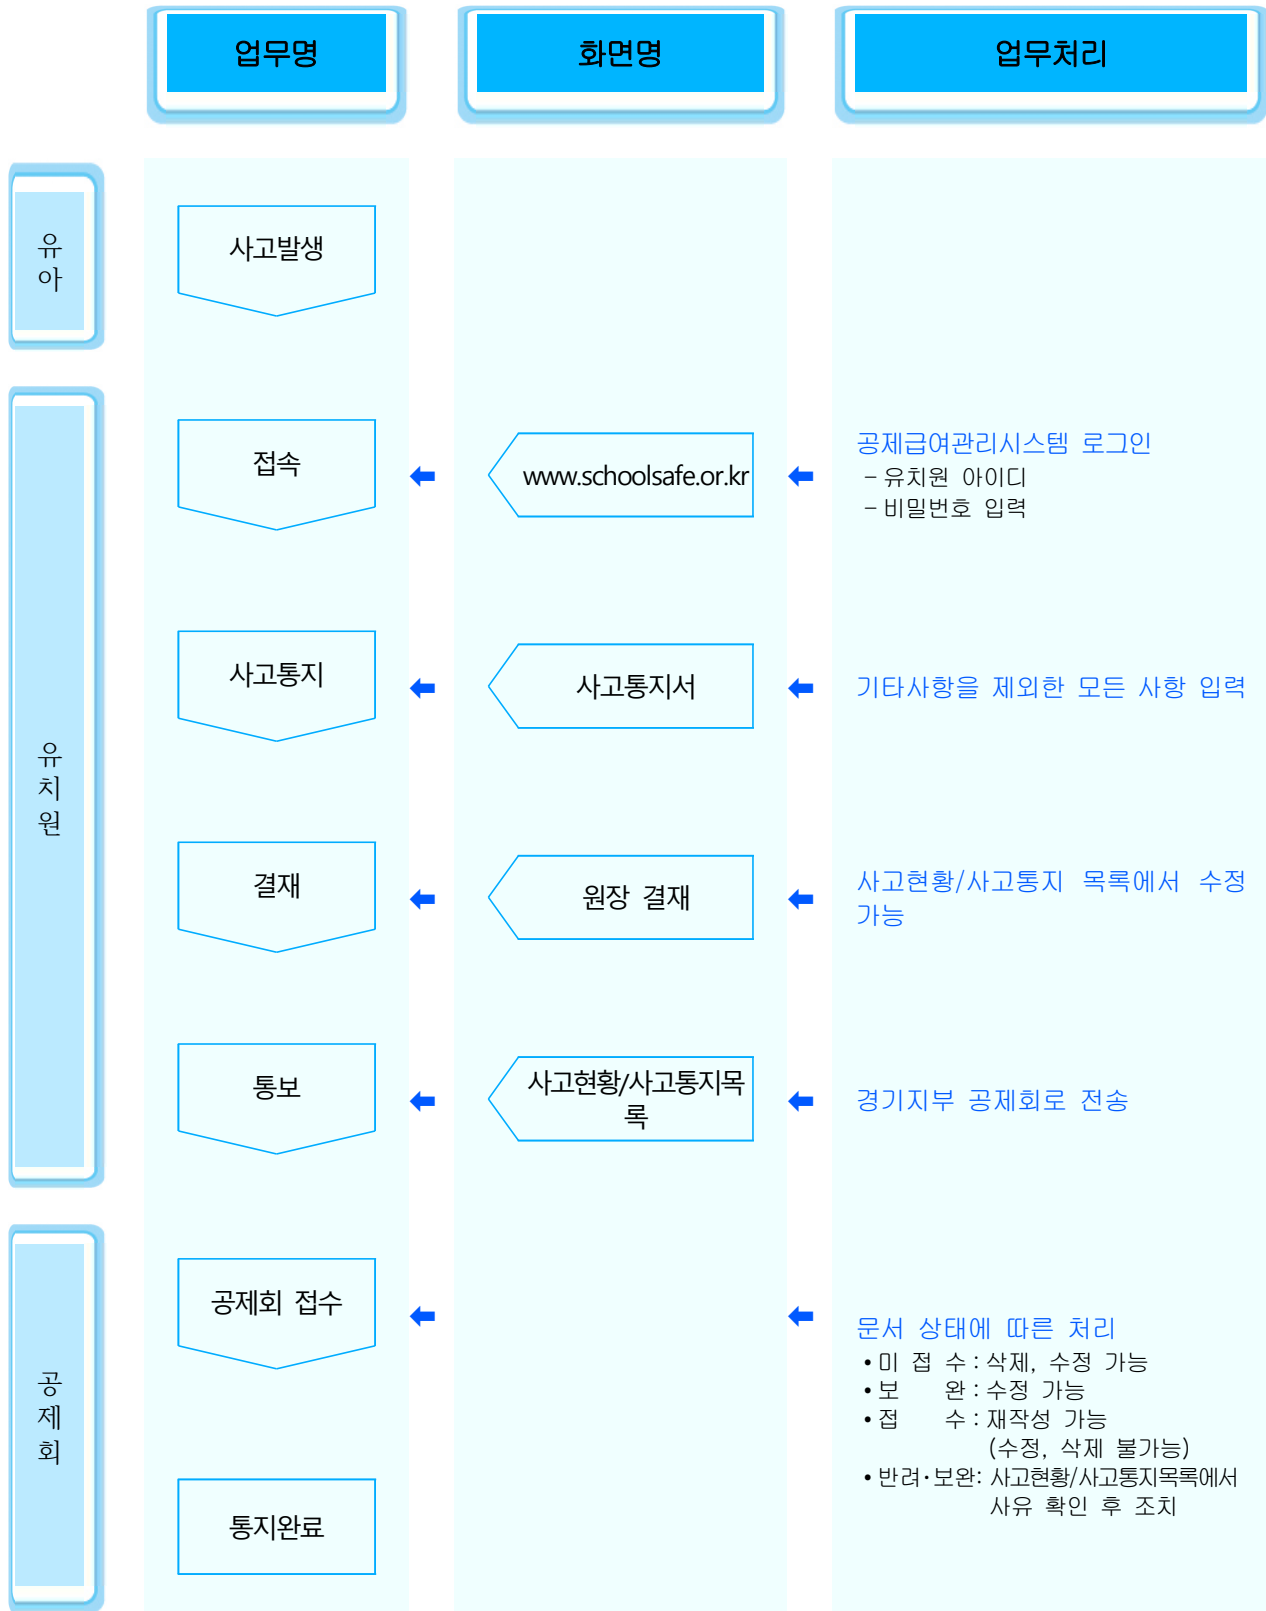 업무명
화면명
업무처리
유
아
사고발생
유
치
원
접속
www.schoolsafe.or.kr
공제급여관리시스템 로그인
- 유치원 아이디
- 비밀번호 입력
사고통지
사고통지서
기타사항을 제외한 모든 사항 입력
결재
원장 결재
사고현황/사고통지 목록에서 수정
가능
통보
사고현황/사고통지목
록
경기지부 공제회로 전송
공
제
회
공제회 접수
문서 상태에 따른 처리
• 미 접 수 : 삭제, 수정 가능
• 보 완 : 수정 가능
• 접 수 : 재작성 가능
(수정, 삭제 불가능)
• 반려·보완: 사고현황/사고통지목록에서
사유 확인 후 조치
통지완료